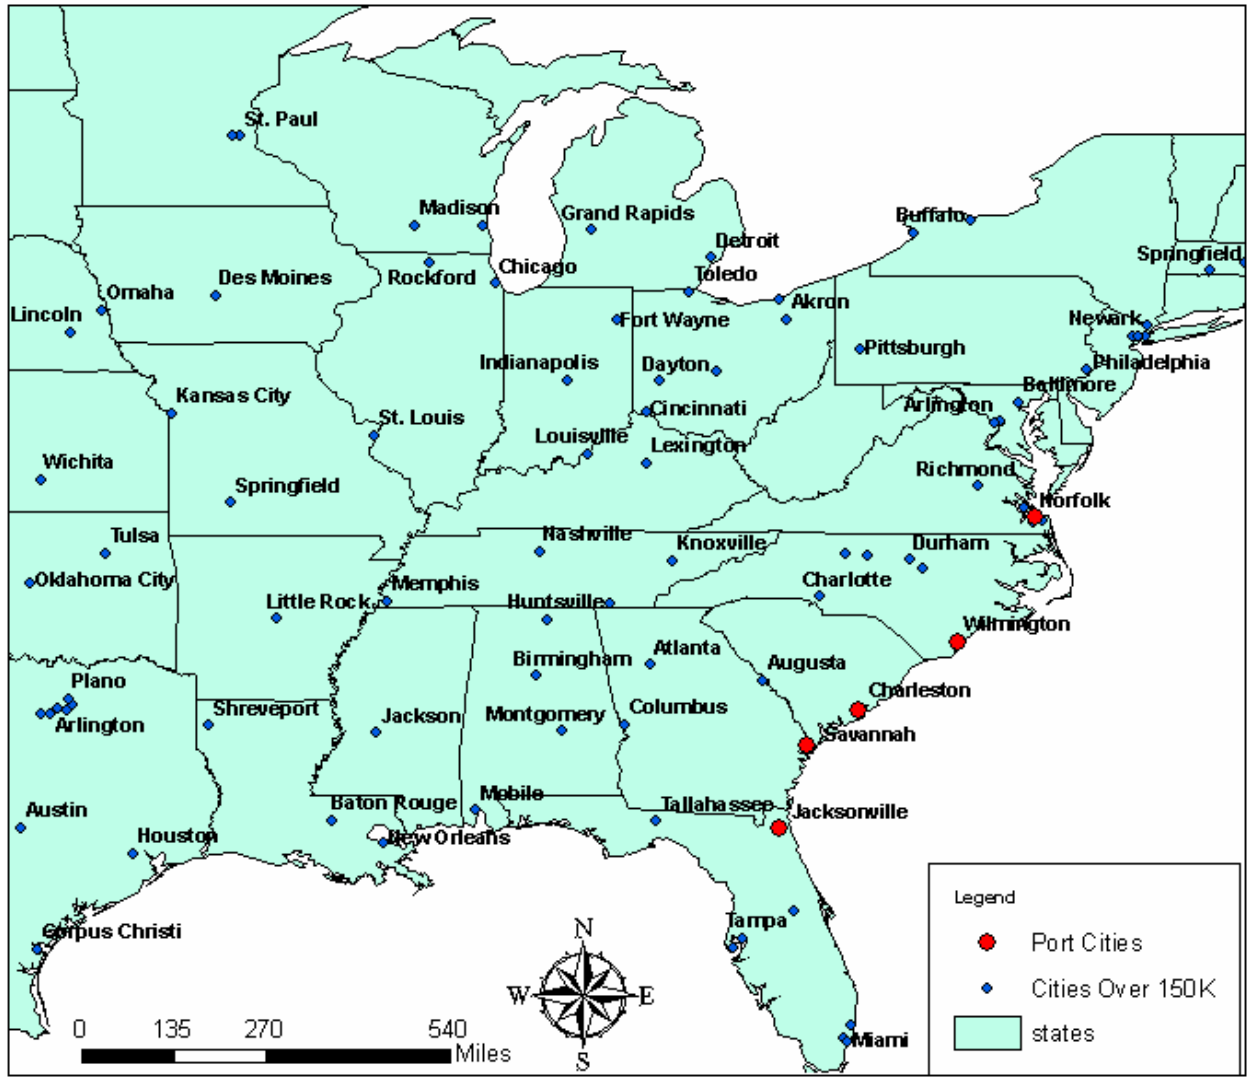 St. Paul
Madison
Grand Rapids
Buffalo
Detroit
Springfield
Rockford
Chicago
Toledo
Des Moines
Omaha
Akron
Lincoln
Fort Wayne
Newark
Pittsburgh
Indianapolis
Dayton
Philadelphia
Baltimore
Kansas City
Arlington
Cincinnati
St. Louis
Louisville
Lexington
Wichita
Richmond
Springfield
Norfolk
Tulsa
Nashville
Knoxville
Durham
Oklahoma City
Memphis
Charlotte
Little Rock
Huntsville
Wilmington
Birmingham
Atlanta
Augusta
Plano
Charleston
Arlington
Shreveport
Jackson
Montgomery
Columbus
Savannah
Austin
Baton Rouge
Mobile
Tallahassee
Jacksonville
Houston
New Orleans
Tampa
Corpus Christi
Miami
N
W
E
S
0
135
270
540
Miles
Legend
Port Cities
Cities Over 150K
states